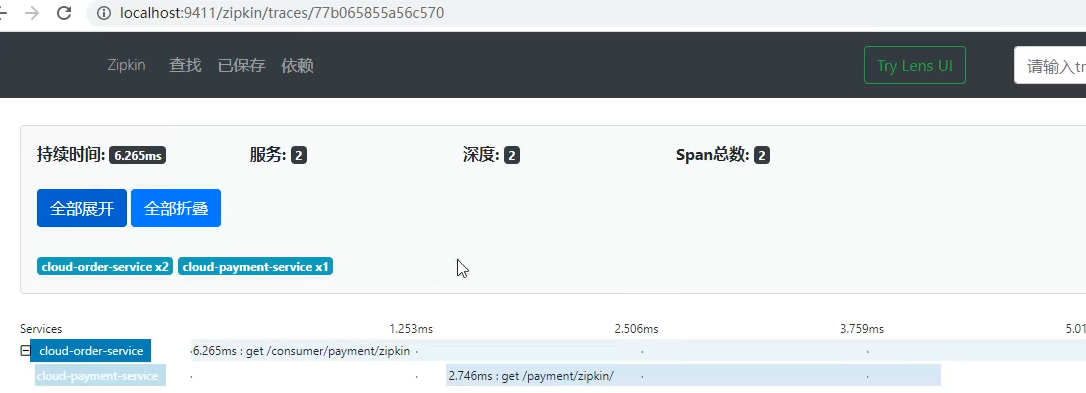 localhost:9411/zipkin/traces/77b065855a56c570
Zipkin 查找 已保存 依赖 Try Lens UI 请输入tr
持续时间: 6.265ms 服务: 2 深度: 2 Span总数: 2
全部展开 全部折叠
cloud-order-service x2 cloud-payment-service x1
Services 1.253ms 2.506ms 3.759ms 5.01
cloud-order-service 6.265ms : get /consumer/payment/zipkin
cloud-payment-service 2.746ms : get /payment/zipkin/